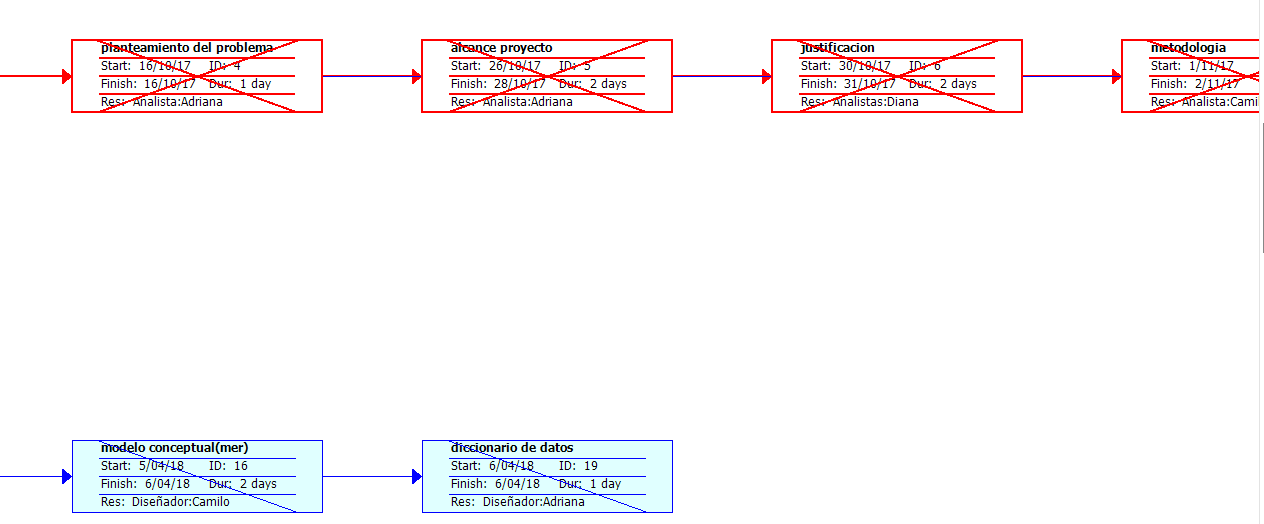 planteamiento del problema
Start: 16/10/17 ID: 4
Finish: 16/10/17 Dur: 1 day
Res: Analista:Adriana
alcance proyecto
Start: 26/10/17 ID: 5
Finish: 28/10/17 Dur: 2 days
Res: Analista:Adriana
justificacion
Start: 30/10/17 ID: 6
Finish: 31/10/17 Dur: 2 days
Res: Analistas:Diana
metodologia
Start: 1/11/17
Finish: 2/11/17
Res: Analista:Cami
modelo conceptual(mer)
Start: 5/04/18 ID: 16
Finish: 6/04/18 Dur: 2 days
Res: Diseñador:Camilo
diccionario de datos
Start: 6/04/18 ID: 19
Finish: 6/04/18 Dur: 1 day
Res: Diseñador:Adriana